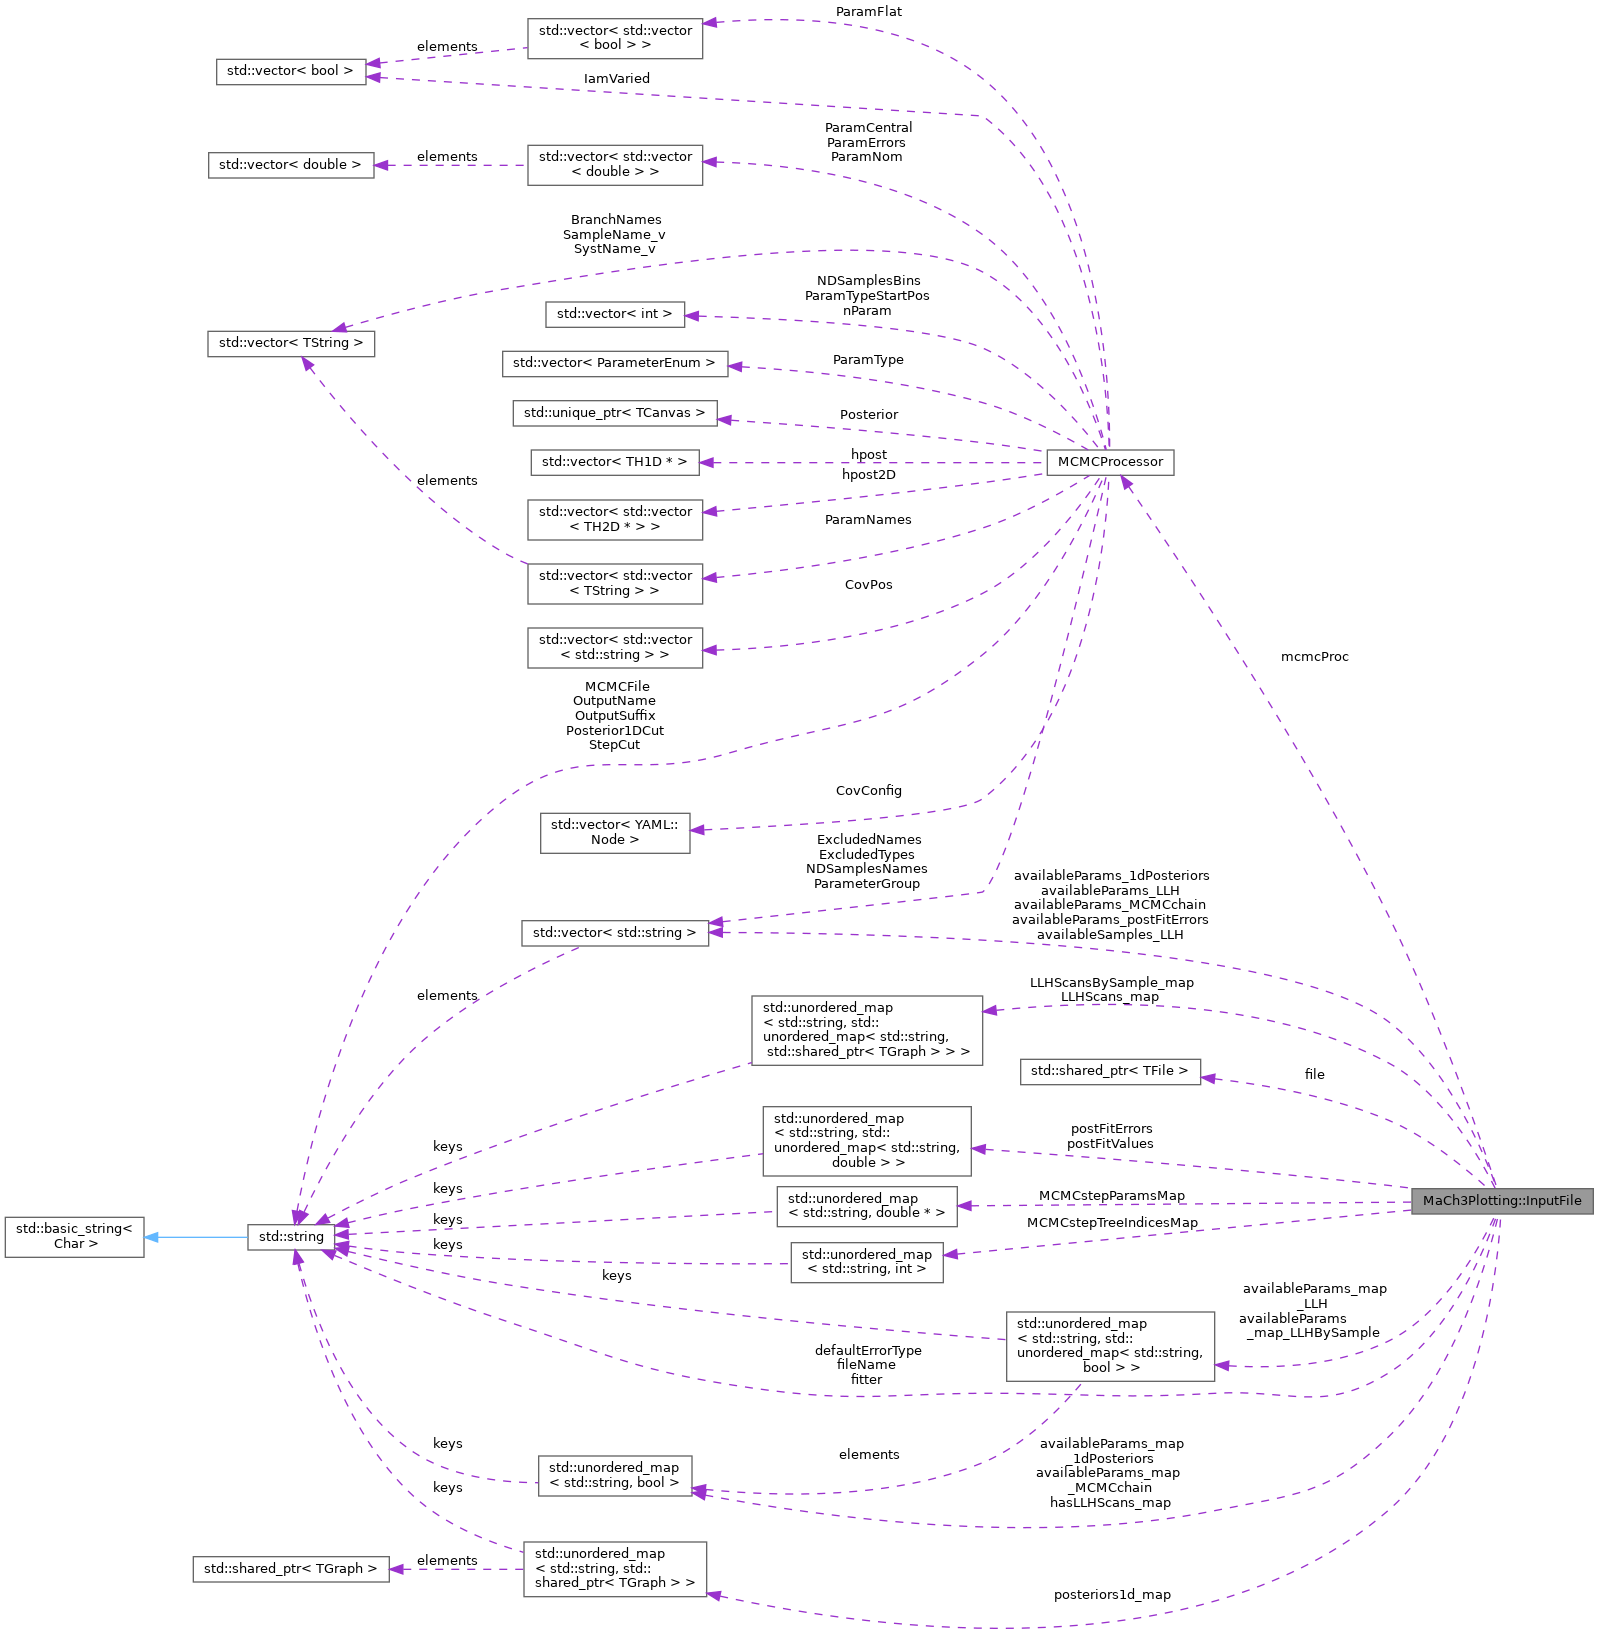 ParamFlat
std::vector< std::vector
< bool > >
elements
std::vector< bool >
IamVaried
ParamCentral
ParamErrors
ParamNom
std::vector< std::vector
< double > >
elements
std::vector< double >
BranchNames
SampleName_v
SystName_v
NDSamplesBins
ParamTypeStartPos
nParam
std::vector< int >
std::vector< TString >
ParamType
std::vector< ParameterEnum >
Posterior
std::unique_ptr< TCanvas >
hpost
std::vector< TH1D * >
MCMCProcessor
hpost2D
elements
std::vector< std::vector
< TH2D * > >
ParamNames
std::vector< std::vector
< TString > >
CovPos
std::vector< std::vector
< std::string > >
mcmcProc
MCMCFile
OutputName
OutputSuffix
Posterior1DCut
StepCut
CovConfig
std::vector< YAML::
Node >
ExcludedNames
ExcludedTypes
NDSamplesNames
ParameterGroup
availableParams_1dPosteriors
availableParams_LLH
availableParams_MCMCchain
availableParams_postFitErrors
availableSamples_LLH
std::vector< std::string >
elements
LLHScansBySample_map
LLHScans_map
std::unordered_map
< std::string, std::
unordered_map< std::string,
std::shared_ptr< TGraph > > >
std::shared_ptr< TFile >
file
keys
std::unordered_map
< std::string, std::
unordered_map< std::string,
double > >
postFitErrors
postFitValues
keys
std::unordered_map
< std::string, double * >
MCMCstepParamsMap
MaCh3Plotting::InputFile
keys
MCMCstepTreeIndicesMap
std::basic_string<
Char >
std::string
keys
std::unordered_map
< std::string, int >
keys
availableParams_map
_LLH
availableParams
_map_LLHBySample
std::unordered_map
< std::string, std::
unordered_map< std::string,
bool > >
defaultErrorType
fileName
fitter
keys
elements
availableParams_map
_1dPosteriors
availableParams_map
_MCMCchain
hasLLHScans_map
std::unordered_map
< std::string, bool >
keys
std::shared_ptr< TGraph >
elements
std::unordered_map
< std::string, std::
shared_ptr< TGraph > >
posteriors1d_map